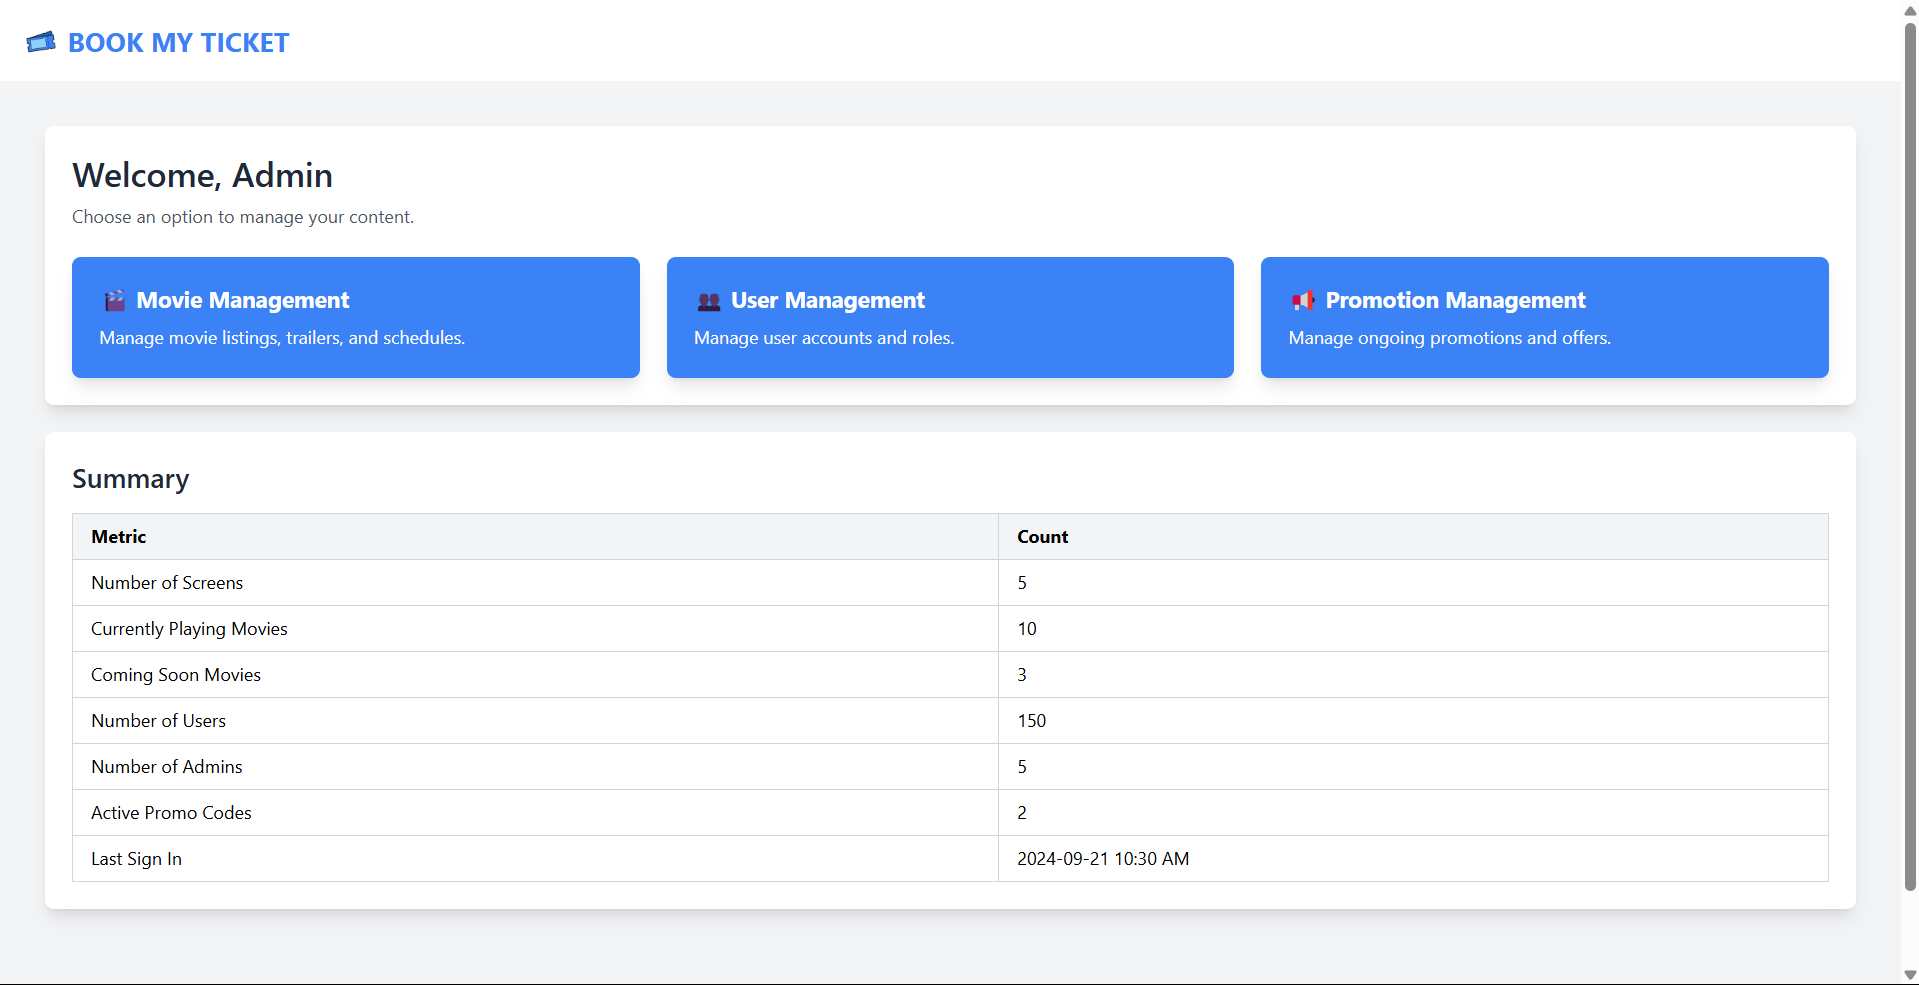 BOOK MY TICKET
Welcome, Admin
Choose an option to manage your content.
Movie Management
Manage movie listings, trailers, and schedules.
User Management
Manage user accounts and roles.
Promotion Management
Manage ongoing promotions and offers.
Summary
Metric Count
Number of Screens 5
Currently Playing Movies 10
Coming Soon Movies 3
Number of Users 150
Number of Admins 5
Active Promo Codes 2
Last Sign In 2024-09-21 10:30 AM